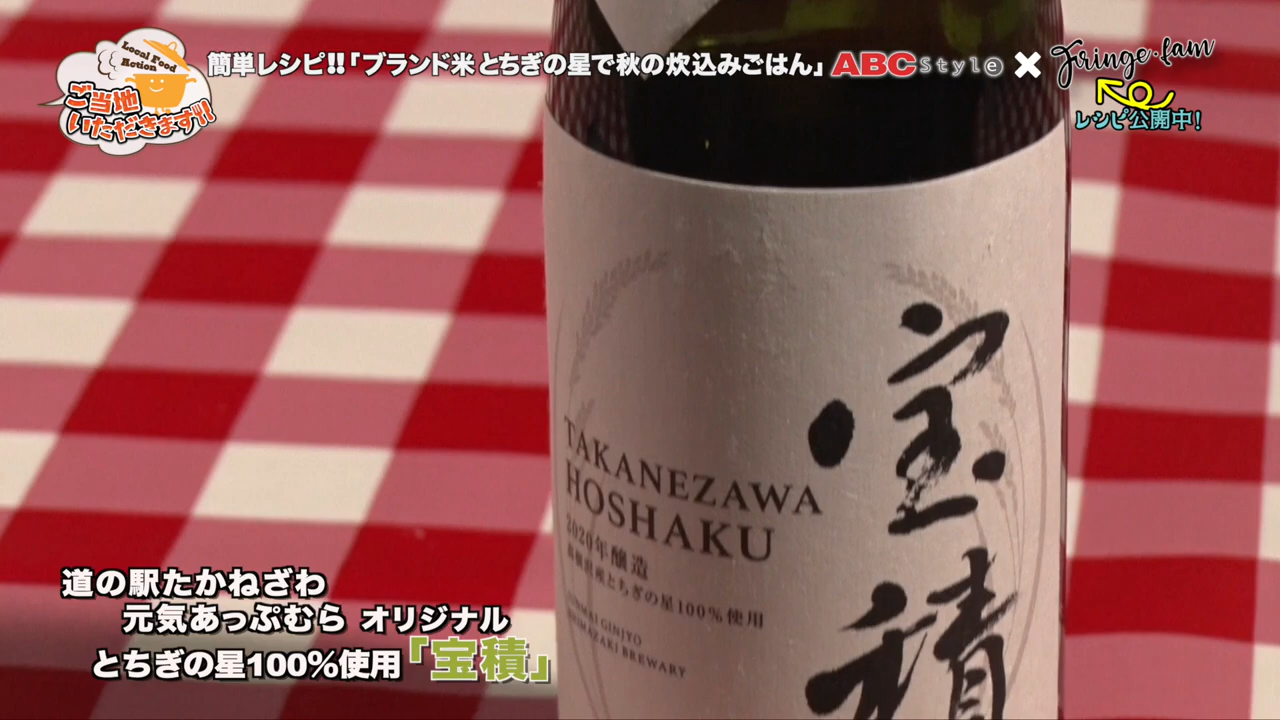 Local Food
Action
ご当地
いただきます!!
簡単レシピ!!「ブランド米 とちぎの星で秋の炊込みごはん」 ABC Style × Fringe.fam
レシピ公開中!
宝積
TAKANEZAWA
HOSHAKU
2020年醸造
とちぎの星100%使用
GINJYO
BREWARY
道の駅たかねざわ
元気あっぷむら オリジナル
とちぎの星100%使用「宝積」